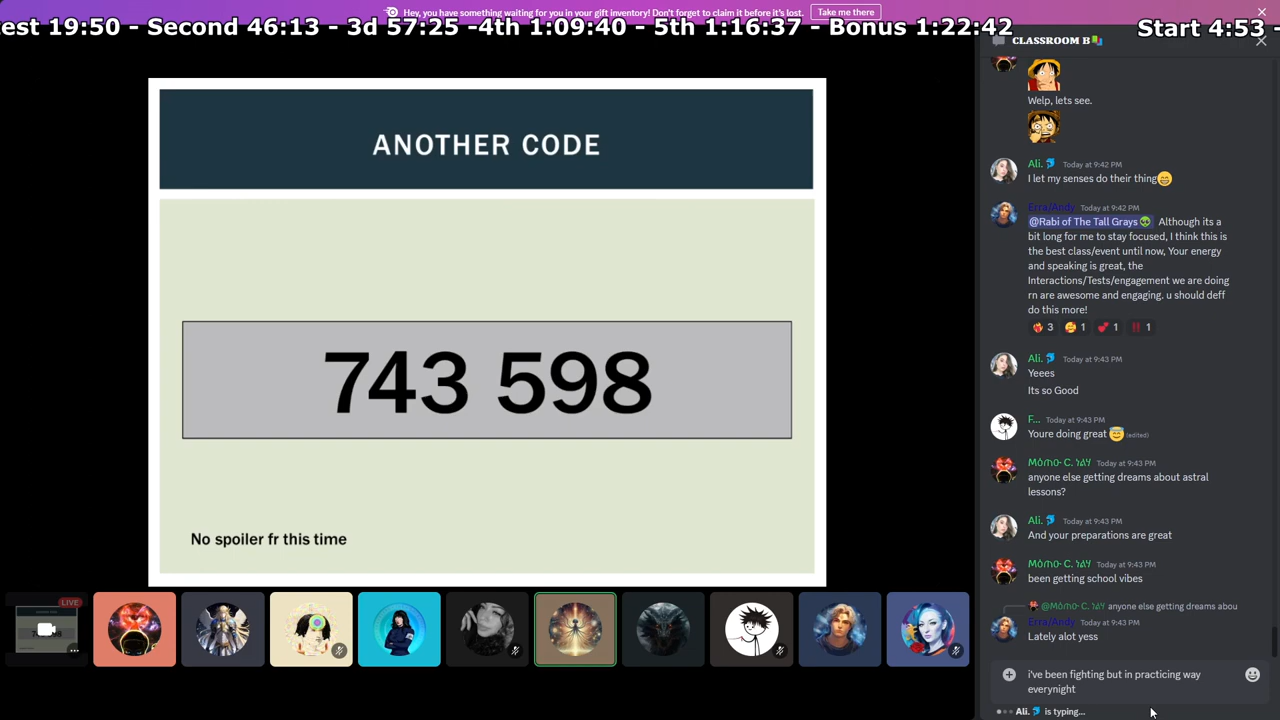 Hey, you have something waiting for you in your gift inventory! Don't forget to claim it before it's lost.
Take me there
est 19:50 - Second 46:13 - 3d 57:25 -4th 1:09:40 - 5th 1:16:37 - Bonus 1:22:42
Start 4:53 -
CLASSROOM B
ANOTHER CODE
743 598
No spoiler fr this time
LIVE
Welp, lets see.
Ali. Today at 9:42 PM
I let my senses do their thing😁
Erra/Andy Today at 9:42 PM
@Rabi of The Tall Grays👽 Although its a
bit long for me to stay focused, I think this is
the best class/event until now, Your energy
and speaking is great, the
Interactions/Tests/engagement we are doing
rn are awesome and engaging. u should deff
do this more!
3 1 1 1
Ali. Today at 9:43 PM
Yeees
Its so Good
F... Today at 9:43 PM
Youre doing great 😇 (edited)
Today at 9:43 PM
anyone else getting dreams about astral
lessons?
Ali. Today at 9:43 PM
And your preparations are great
Today at 9:43 PM
been getting school vibes
anyone else getting dreams abou
Erra/Andy Today at 9:43 PM
Lately alot yess
i've been fighting but in practicing way
everynight
Ali. is typing...